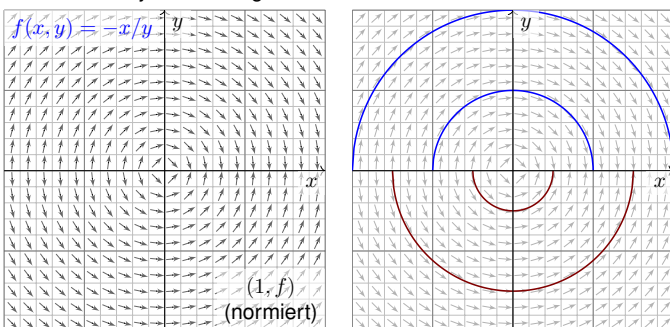 f(x, y) = −x/y
y
x
(1, f)
(normiert)
y
x